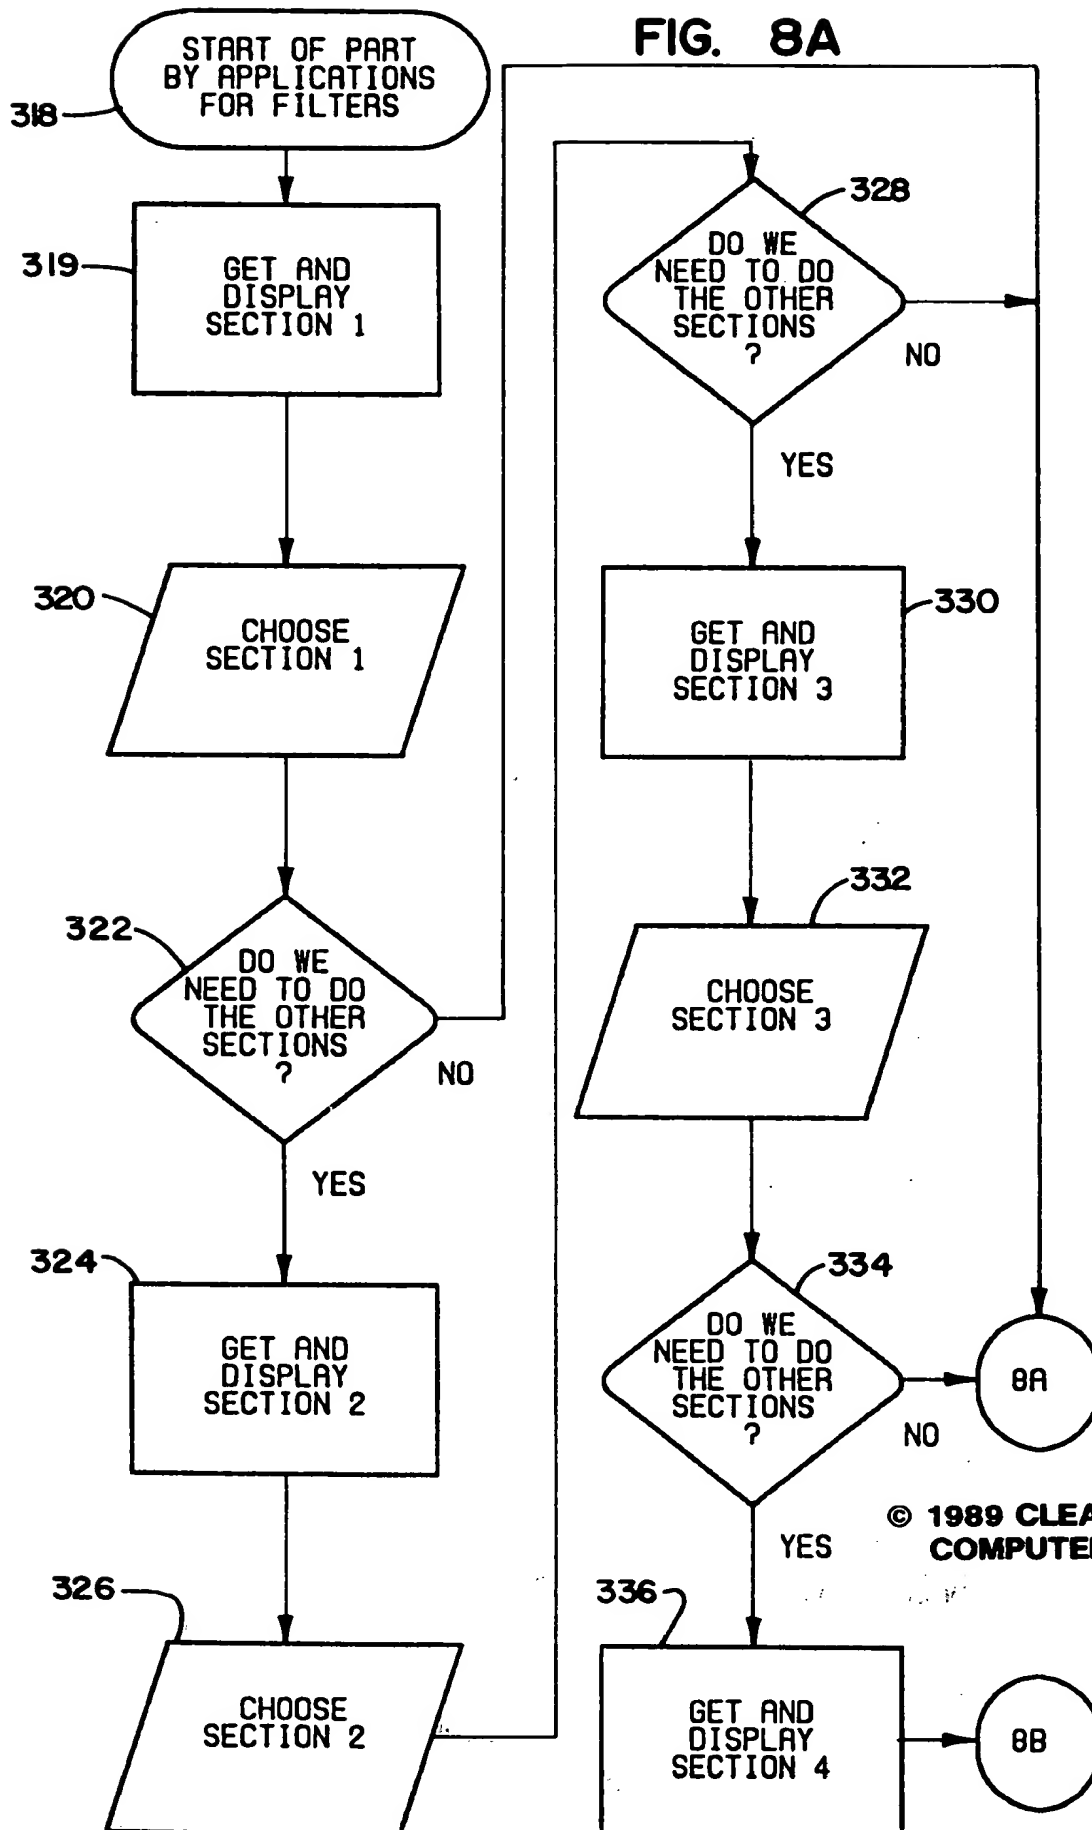 FIG. 8A
START OF PART
BY APPLICATIONS
FOR FILTERS
318
319
GET AND
DISPLAY
SECTION 1
320
CHOOSE
SECTION 1
322
DO WE
NEED TO DO
THE OTHER
SECTIONS
?
NO
YES
324
GET AND
DISPLAY
SECTION 2
326
CHOOSE
SECTION 2
328
DO WE
NEED TO DO
THE OTHER
SECTIONS
?
NO
YES
330
GET AND
DISPLAY
SECTION 3
332
CHOOSE
SECTION 3
334
DO WE
NEED TO DO
THE OTHER
SECTIONS
?
NO
8A
YES
© 1989 CLEA
COMPUTE
336
GET AND
DISPLAY
SECTION 4
8B